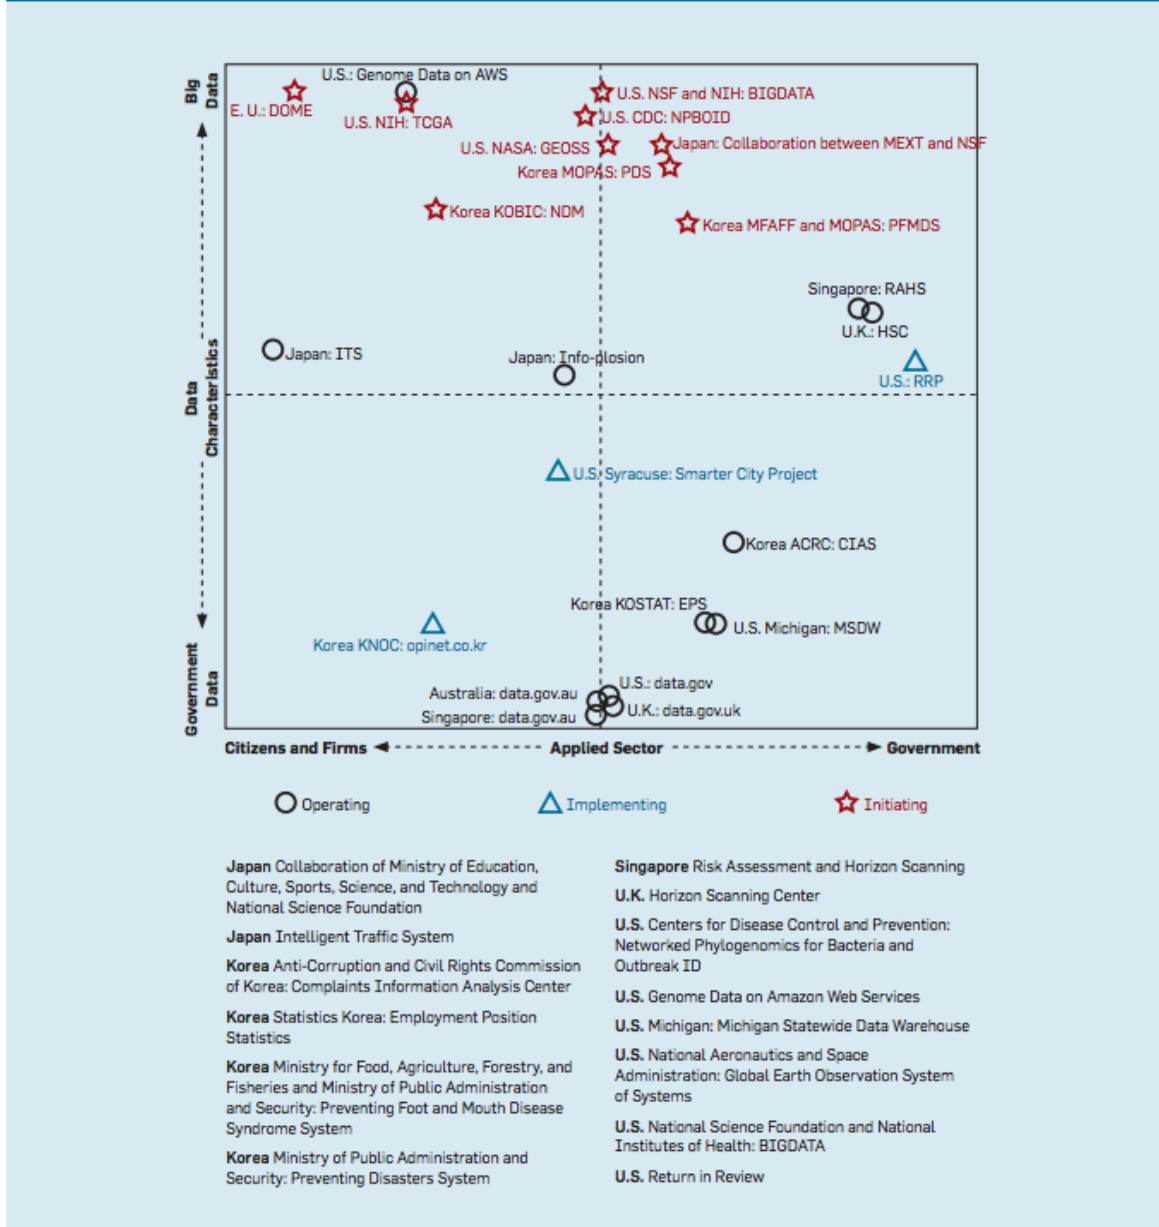 Big Data
U.S.: Genome Data on AWS
E. U.: DOME
U.S. NIH: TCGA
U.S. NSF and NIH: BIGDATA
U.S. CDC: NPBOID
U.S. NASA: GEOSS
Japan: Collaboration between MEXT and NSF
Korea MOPAS: PDS
Korea KOBIC: NDM
Korea MFAFF and MOPAS: PFMDS
Singapore: RAHS
U.K.: HSC
Japan: ITS
Japan: Info-plosion
U.S.: RRP
Data Characteristics
U.S. Syracuse: Smarter City Project
Korea ACRC: CIAS
Korea KOSTAT: EPS
U.S. Michigan: MSDW
Korea KNOC: opinet.co.kr
Government Data
U.S.: data.gov
Australia: data.gov.au
U.K.: data.gov.uk
Singapore: data.gov.au
Citizens and Firms Applied Sector Government
Operating Implementing Initiating
Japan Collaboration of Ministry of Education,
Culture, Sports, Science, and Technology and
National Science Foundation
Japan Intelligent Traffic System
Korea Anti-Corruption and Civil Rights Commission
of Korea: Complaints Information Analysis Center
Korea Statistics Korea: Employment Position
Statistics
Korea Ministry for Food, Agriculture, Forestry, and
Fisheries and Ministry of Public Administration
and Security: Preventing Foot and Mouth Disease
Syndrome System
Korea Ministry of Public Administration and
Security: Preventing Disasters System
Singapore Risk Assessment and Horizon Scanning
U.K. Horizon Scanning Center
U.S. Centers for Disease Control and Prevention:
Networked Phylogenomics for Bacteria and
Outbreak ID
U.S. Genome Data on Amazon Web Services
U.S. Michigan: Michigan Statewide Data Warehouse
U.S. National Aeronautics and Space
Administration: Global Earth Observation System
of Systems
U.S. National Science Foundation and National
Institutes of Health: BIGDATA
U.S. Return in Review